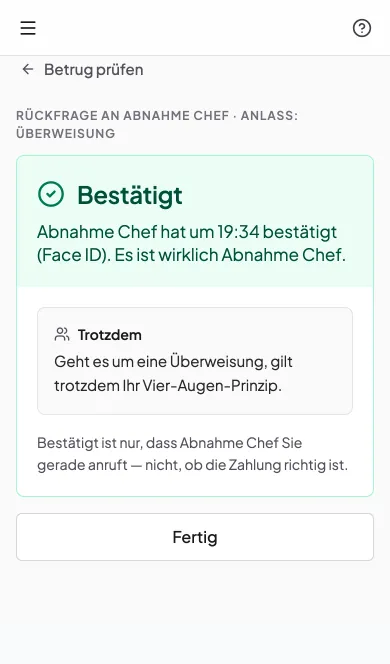 Betrug prüfen
RÜCKFRAGE AN ABNAHME CHEF · ANLASS:
ÜBERWEISUNG
Bestätigt
Abnahme Chef hat um 19:34 bestätigt
(Face ID). Es ist wirklich Abnahme Chef.
Trotzdem
Geht es um eine Überweisung, gilt
trotzdem Ihr Vier-Augen-Prinzip.
Bestätigt ist nur, dass Abnahme Chef Sie
gerade anruft — nicht, ob die Zahlung richtig ist.
Fertig